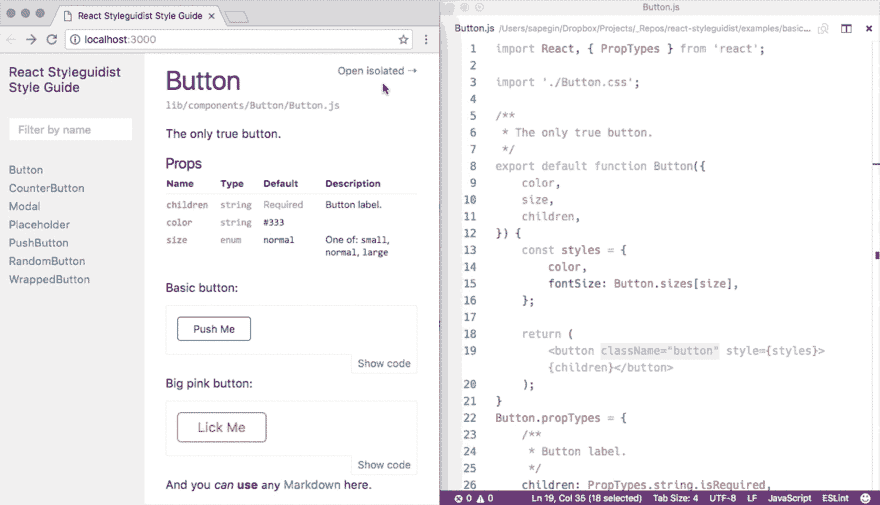 React Styleguidist Style Guide
localhost:3000
React Styleguidist
Style Guide
Filter by name
Button
CounterButton
Modal
Placeholder
PushButton
RandomButton
WrappedButton
Button
Open isolated →
lib/components/Button/Button.js
The only true button.
Props
Name Type Default Description
children string Required Button label.
color string #333
size enum normal One of: small,
normal, large
Basic button:
Push Me
Show code
Big pink button:
Lick Me
Show code
And you can use any Markdown here.
Button.js
Button.js /Users/sapegin/Dropbox/Projects/_Repos/react-styleguidist/examples/basic...
1 import React, { PropTypes } from 'react';
2
3 import './Button.css';
4
5 /**
6 * The only true button.
7 */
8 export default function Button({
9 color,
10 size,
11 children,
12 }) {
13 const styles = {
14 color,
15 fontSize: Button.sizes[size],
16 };
17
18 return (
19 <button className="button" style={styles}>
{children}</button>
20 );
21 }
22 Button.propTypes = {
23 /**
24 * Button label.
25 */
26 children: PropTypes.string.isRequired,
0 0 Ln 19, Col 35 (18 selected) Tab Size: 4 UTF-8 LF JavaScript ESLint